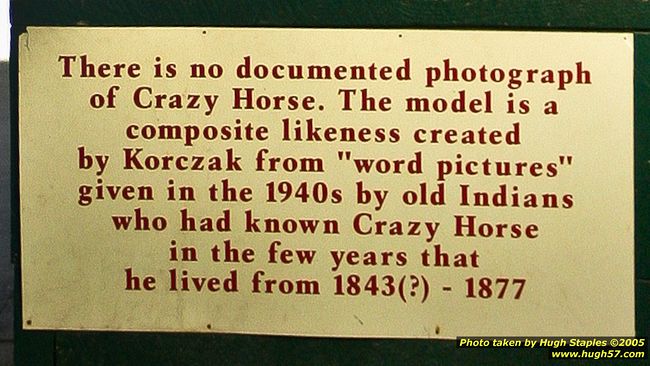 There is no documented photograph
of Crazy Horse. The model is a
composite likeness created
by Korczak from "word pictures"
given in the 1940s by old Indians
who had known Crazy Horse
in the few years that
he lived from 1843(?) - 1877
Photo taken by Hugh Staples ©2005
www.hugh57.com